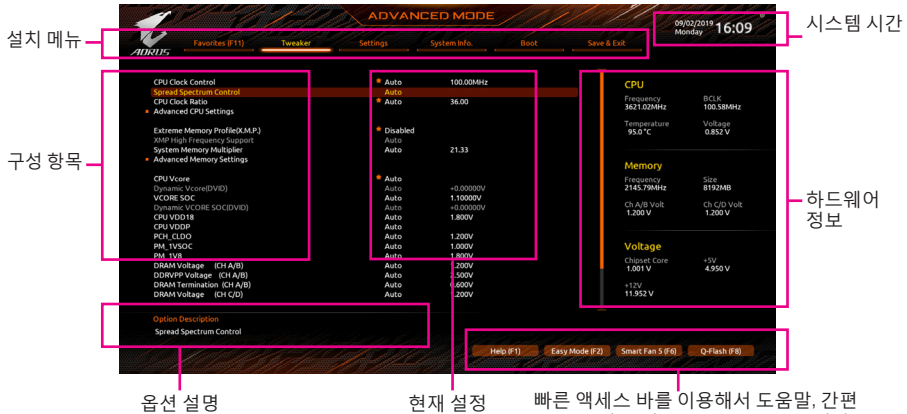 ADVANCED MODE
09/02/2019
Monday
16:09
시스템 시간
설치 메뉴
AORUS
Favorites (F11)
Tweaker
Settings
System Info.
Boot
Save & Exit
구성 항목
CPU Clock Control Auto 100.00MHz
Spread Spectrum Control Auto
CPU Clock Ratio Auto 36.00
Advanced CPU Settings
Extreme Memory Profile(X.M.P.) Disabled
XMP High Frequency Support Auto
System Memory Multiplier Auto 21.33
Advanced Memory Settings
CPU Vcore Auto
Dynamic Vcore(DVID) Auto +0.00000V
VCORE SOC Auto 1.10000V
Dynamic VCORE SOC(DVID) Auto +0.00000V
CPU VDD18 Auto 1.800V
CPU VDDP Auto
PCH_CLDO Auto 1.200V
PM_1VSOC Auto 1.000V
PM_1V8 Auto 1.800V
DRAM Voltage (CH A/B) Auto .200V
DDRVPP Voltage (CH A/B) Auto .500V
DRAM Termination (CH A/B) Auto .600V
DRAM Voltage (CH C/D) Auto .200V
CPU
Frequency BCLK
3621.02MHz 100.58MHz
Temperature Voltage
95.0 °C 0.852 V
Memory
Frequency Size
2145.79MHz 8192MB
Ch A/B Volt Ch C/D Volt
1.200 V 1.200 V
Voltage
Chipset Core +5V
1.001 V 4.950 V
+12V
11.952 V
하드웨어
정보
Option Description
Spread Spectrum Control
Help (F1)
Easy Mode (F2)
Smart Fan 5 (F6)
Q-Flash (F8)
옵션 설명
현재 설정
빠른 액세스 바를 이용해서 도움말, 간편